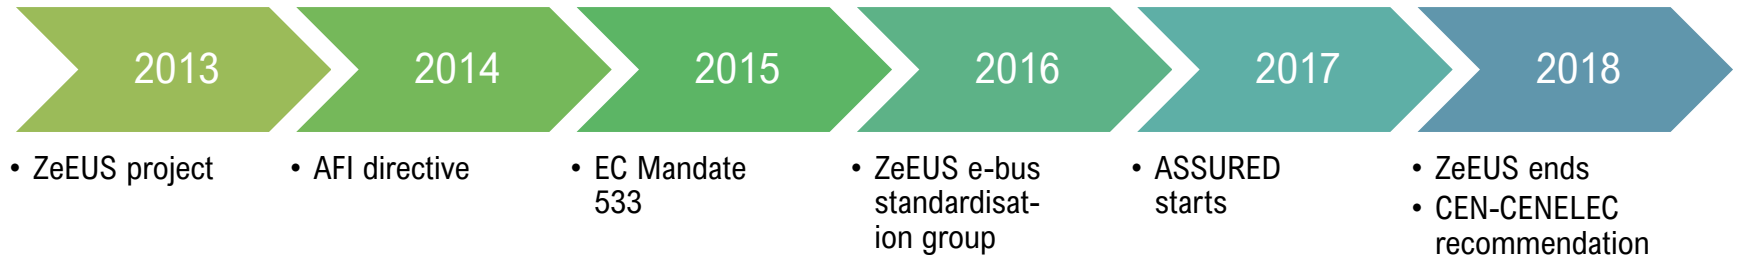 2013
2014
2015
2016
2017
2018
• ZeEUS project
• AFI directive
• EC Mandate
533
• ZeEUS e-bus
standardisat-
ion group
• ASSURED
starts
• ZeEUS ends
• CEN-CENELEC
recommendation